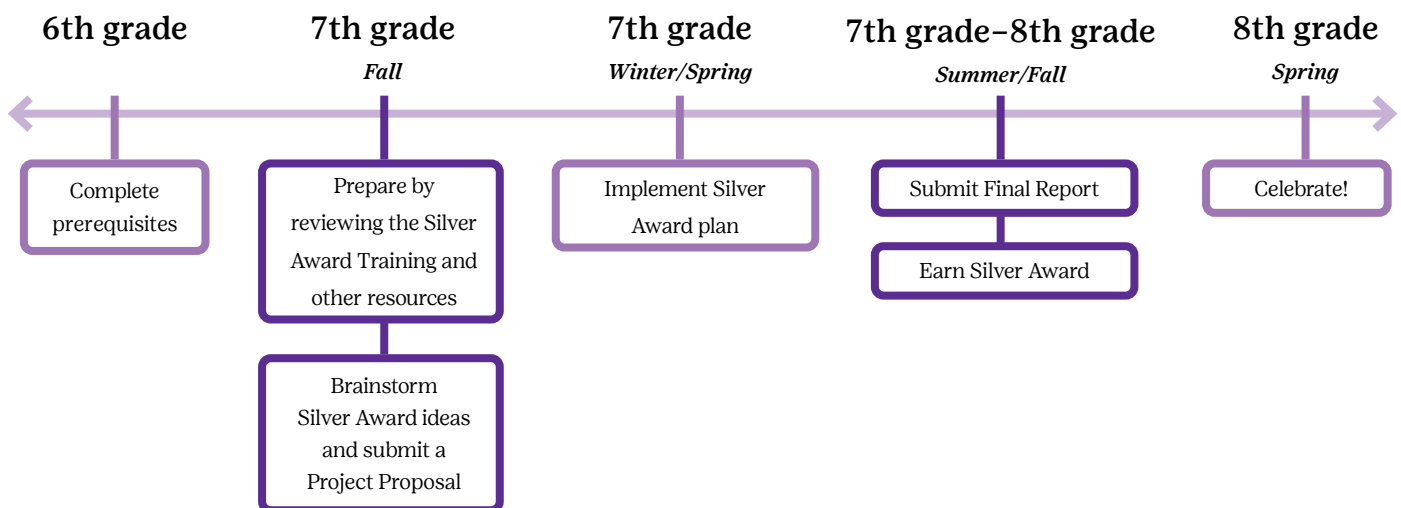 6th grade
Complete
prerequisites
7th grade
Fall
Prepare by
reviewing the Silver
Award Training and
other resources
Brainstorm
Silver Award ideas
and submit a
Project Proposal
7th grade
Winter/Spring
Implement Silver
Award plan
7th grade–8th grade
Summer/Fall
Submit Final Report
Earn Silver Award
8th grade
Spring
Celebrate!